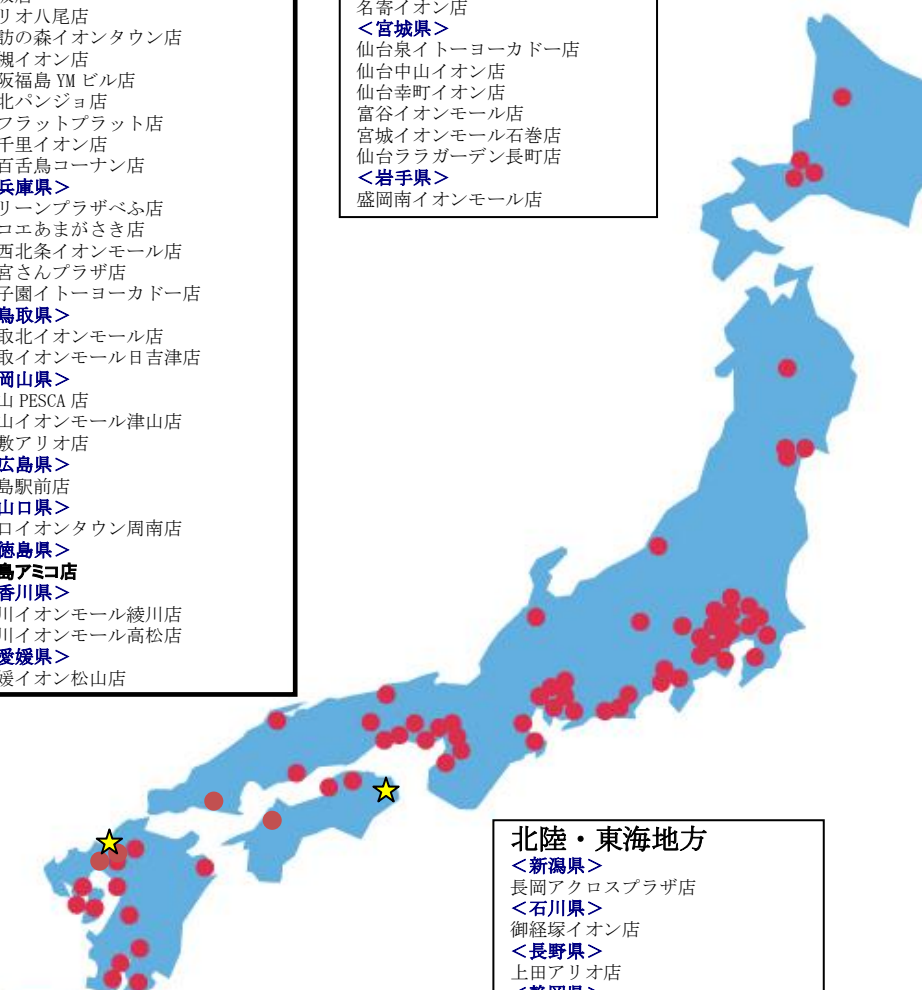 リオ八尾店
訪の森イオンタウン店
槻イオン店
阪福島 YM ビル店
北パンジョ店
フラットプラット店
千里イオン店
百舌鳥コーナン店
兵庫県＞
リーンプラザべふ店
コエあまがさき店
西北条イオンモール店
宮さんプラザ店
子園イトーヨーカドー店
鳥取県＞
取北イオンモール店
取イオンモール日吉津店
岡山県＞
山 PESCA 店
山イオンモール津山店
敷アリオ店
広島県＞
島駅前店
山口県＞
口イオンタウン周南店
徳島県＞
島アミコ店
香川県＞
川イオンモール綾川店
川イオンモール高松店
愛媛県＞
媛イオン松山店
名寄イオン店
＜宮城県＞
仙台泉イトーヨーカドー店
仙台中山イオン店
仙台幸町イオン店
富谷イオンモール店
宮城イオンモール石巻店
仙台ララガーデン長町店
＜岩手県＞
盛岡南イオンモール店
北陸・東海地方
＜新潟県＞
長岡アクロスプラザ店
＜石川県＞
御経塚イオン店
＜長野県＞
上田アリオ店